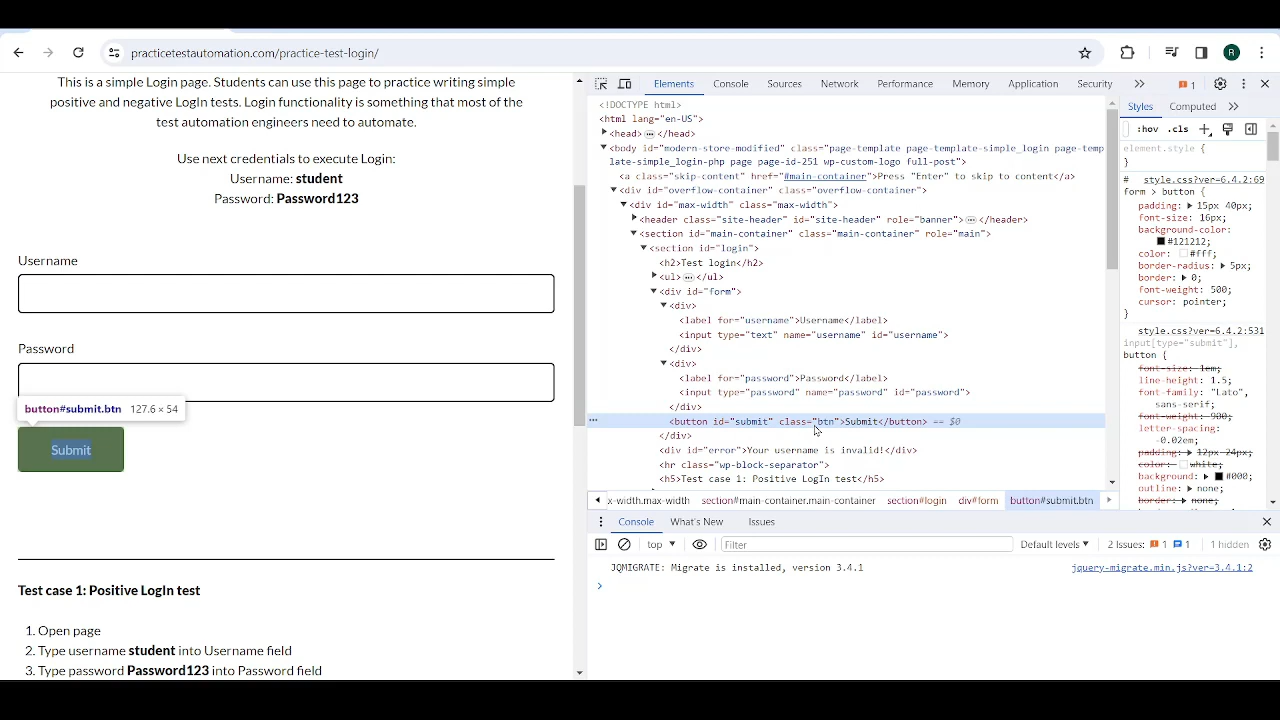 practicetestautomation.com/practice-test-login/
R
This is a simple Login page. Students can use this page to practice writing simple
positive and negative LogIn tests. Login functionality is something that most of the
test automation engineers need to automate.
Use next credentials to execute Login:
Username: student
Password: Password123
Username
Password
button#submit.btn 127.6 × 54
Submit
Test case 1: Positive LogIn test
1. Open page
2. Type username student into Username field
3. Type password Password123 into Password field
Elements Console Sources Network Performance Memory Application Security 1
<!DOCTYPE html>
<html lang="en-US">
<head> … </head>
<body id="modern-store-modified" class="page-template page-template-simple_login page-temp
late-simple_login-php page page-id-251 wp-custom-logo full-post">
<a class="skip-content" href="#main-container">Press "Enter" to skip to content</a>
<div id="overflow-container" class="overflow-container">
<div id="max-width" class="max-width">
<header class="site-header" id="site-header" role="banner"> … </header>
<section id="main-container" class="main-container" role="main">
<section id="login">
<h2>Test login</h2>
<ul> … </ul>
<div id="form">
<div>
<label for="username">Username</label>
<input type="text" name="username" id="username">
</div>
<div>
<label for="password">Password</label>
<input type="password" name="password" id="password">
</div>
… <button id="submit" class="btn">Submit</button> == $0
</div>
<div id="error">Your username is invalid!</div>
<hr class="wp-block-separator">
<h5>Test case 1: Positive LogIn test</h5>
x-width.max-width section#main-container.main-container section#login div#form button#submit.btn
Styles Computed
:hov .cls
element.style {
}
# style.css?ver=6.4.2:69
form > button {
padding: 15px 40px;
font-size: 16px;
background-color:
#121212;
color: #fff;
border-radius: 5px;
border: 0;
font-weight: 500;
cursor: pointer;
}
style.css?ver=6.4.2:531
input[type="submit"],
button {
font-size: 1em;
line-height: 1.5;
font-family: "Lato",
sans-serif;
font-weight: 900;
letter-spacing:
-0.02em;
padding: 12px 24px;
color: white;
background: #000;
outline: none;
border: none;
Console What's New Issues
top Filter Default levels 2 Issues: 1 1 1 hidden
JQMIGRATE: Migrate is installed, version 3.4.1 jquery-migrate.min.js?ver=3.4.1:2